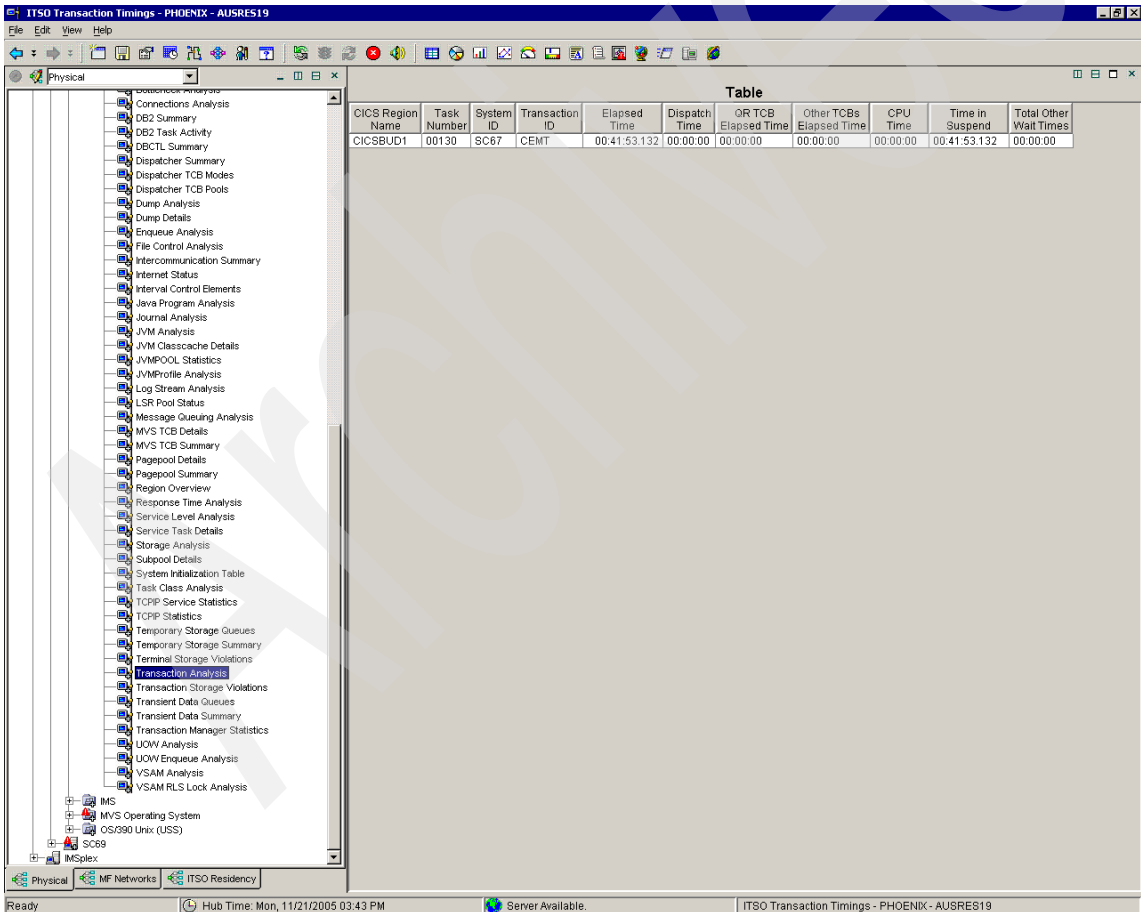 ITSO Transaction Timings - PHOENIX - AUSRES19
File Edit View Help
Physical
Connections Analysis
DB2 Summary
DB2 Task Activity
DBCTL Summary
Dispatcher Summary
Dispatcher TCB Modes
Dispatcher TCB Pools
Dump Analysis
Dump Details
Enqueue Analysis
File Control Analysis
Intercommunication Summary
Internet Status
Interval Control Elements
Java Program Analysis
Journal Analysis
JVM Analysis
JVM Classcache Details
JVMPOOL Statistics
JVMProfile Analysis
Log Stream Analysis
LSR Pool Status
Message Queuing Analysis
MVS TCB Details
MVS TCB Summary
Pagepool Details
Pagepool Summary
Region Overview
Response Time Analysis
Service Level Analysis
Service Task Details
Storage Analysis
Subpool Details
System Initialization Table
Task Class Analysis
TCPIP Service Statistics
TCPIP Statistics
Temporary Storage Queues
Temporary Storage Summary
Terminal Storage Violations
Transaction Analysis
Transaction Storage Violations
Transient Data Queues
Transient Data Summary
Transaction Manager Statistics
UOW Analysis
UOW Enqueue Analysis
VSAM Analysis
VSAM RLS Lock Analysis
IMS
MVS Operating System
OS/390 Unix (USS)
SC69
IMSplex
Physical MF Networks ITSO Residency
Table
CICS Region Name Task Number System ID Transaction ID Elapsed Time Dispatch Time QR TCB Elapsed Time Other TCBs Elapsed Time CPU Time Time in Suspend Total Other Wait Times
CICSBUD1 00130 SC67 CEMT 00:41:53.132 00:00:00 00:00:00 00:00:00 00:00:00 00:41:53.132 00:00:00
Ready Hub Time: Mon, 11/21/2005 03:43 PM Server Available. ITSO Transaction Timings - PHOENIX - AUSRES19